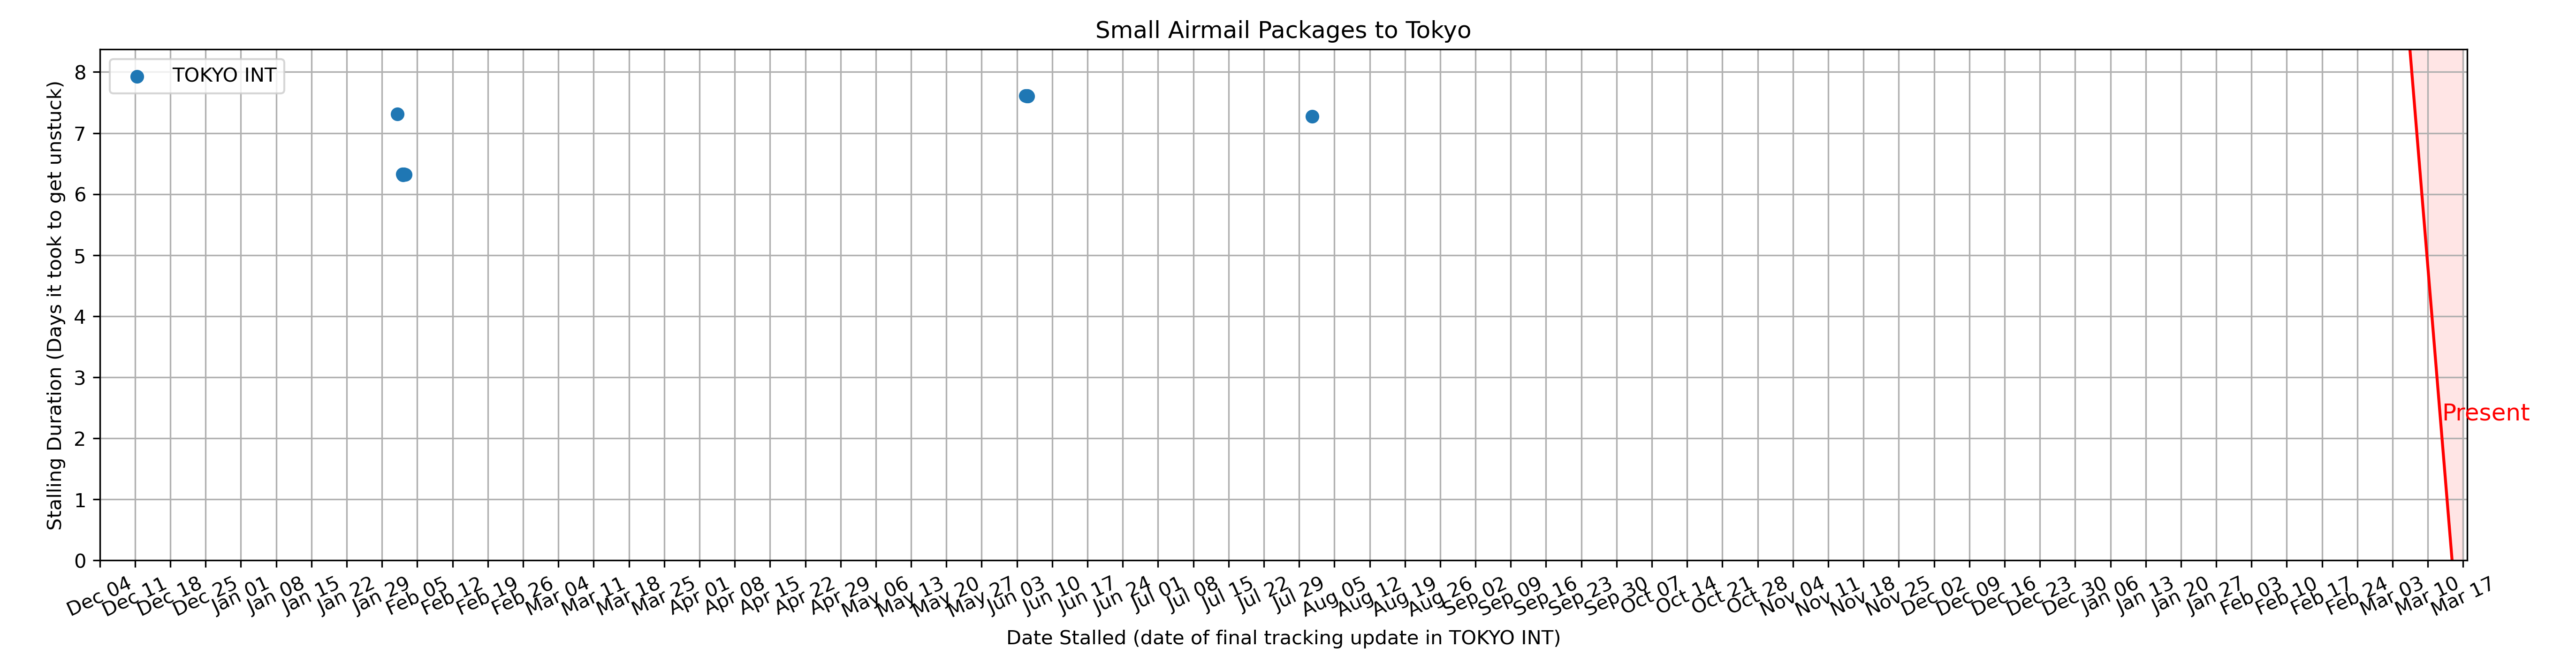 Small Airmail Packages to Tokyo
TOKYO INT
Stalling Duration (Days it took to get unstuck)
8
7
6
5
4
3
2
1
0
Present
Dec 04
Dec 11
Dec 18
Dec 25
Jan 01
Jan 08
Jan 15
Jan 22
Jan 29
Feb 05
Feb 12
Feb 19
Feb 26
Mar 04
Mar 11
Mar 18
Mar 25
Apr 01
Apr 08
Apr 15
Apr 22
Apr 29
May 06
May 13
May 20
May 27
Jun 03
Jun 10
Jun 17
Jun 24
Jul 01
Jul 08
Jul 15
Jul 22
Jul 29
Aug 05
Aug 12
Aug 19
Aug 26
Sep 02
Sep 09
Sep 16
Sep 23
Sep 30
Oct 07
Oct 14
Oct 21
Oct 28
Nov 04
Nov 11
Nov 18
Nov 25
Dec 02
Dec 09
Dec 16
Dec 23
Dec 30
Jan 06
Jan 13
Jan 20
Jan 27
Feb 03
Feb 10
Feb 17
Feb 24
Mar 03
Mar 10
Mar 17
Date Stalled (date of final tracking update in TOKYO INT)